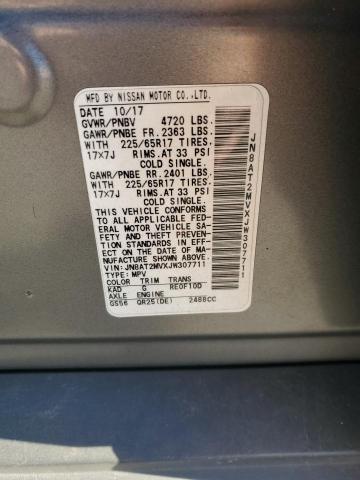 MFD BY NISSAN MOTOR CO.,LTD.
DATE 10/17
GVWR/PNBV 4720 LBS.
GAWR/PNBE FR. 2363 LBS.
WITH 225/65R17 TIRES,
17X7J RIMS.AT 33 PSI
COLD SINGLE.
GAWR/PNBE RR. 2401 LBS.
WITH 225/65R17 TIRES,
17X7J RIMS.AT 33 PSI
COLD SINGLE.
THIS VEHICLE CONFORMS
TO ALL APPLICABLE FED-
ERAL MOTOR VEHICLE SA-
FETY AND THEFT PREVEN-
TION STANDARDS IN EFF-
ECT ON THE DATE OF MA-
NUFACTURE SHOWN ABOVE.
VIN: JN8AT2MVXJW307711
TYPE: MPV
COLOR TRIM TRANS
KAD G RE0F10D
AXLE ENGINE
GS56 QR25(DE) 2488CC
JN8AT2MVXJW307711